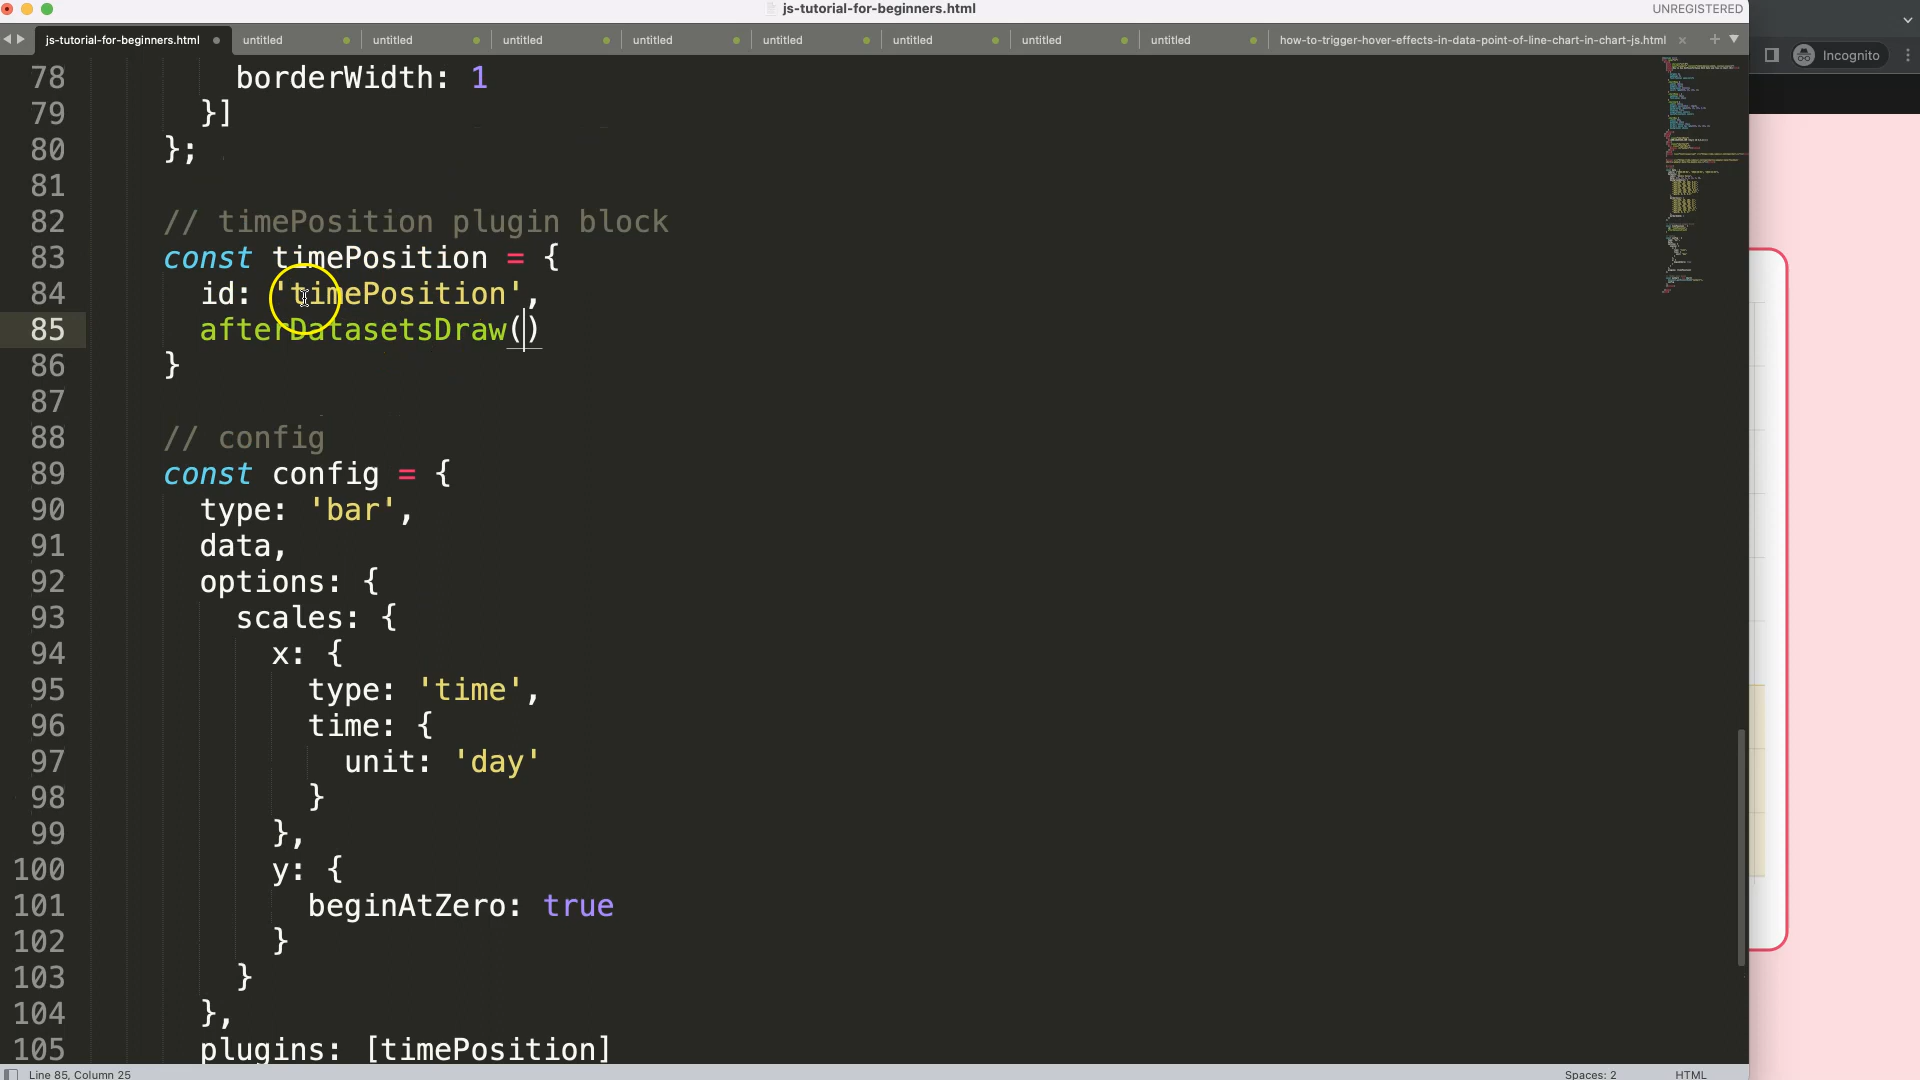 js-tutorial-for-beginners.html
UNREGISTERED
js-tutorial-for-beginners.html untitled untitled untitled untitled untitled untitled untitled untitled how-to-trigger-hover-effects-in-data-point-of-line-chart-in-chart-js.html
Incognito
78 borderWidth: 1
79 }]
80 };
81
82 // timePosition plugin block
83 const timePosition = {
84 id: 'timePosition',
85 afterDatasetsDraw()
86 }
87
88 // config
89 const config = {
90 type: 'bar',
91 data,
92 options: {
93 scales: {
94 x: {
95 type: 'time',
96 time: {
97 unit: 'day'
98 }
99 },
100 y: {
101 beginAtZero: true
102 }
103 }
104 },
105 plugins: [timePosition]
Line 85, Column 25
Spaces: 2
HTML